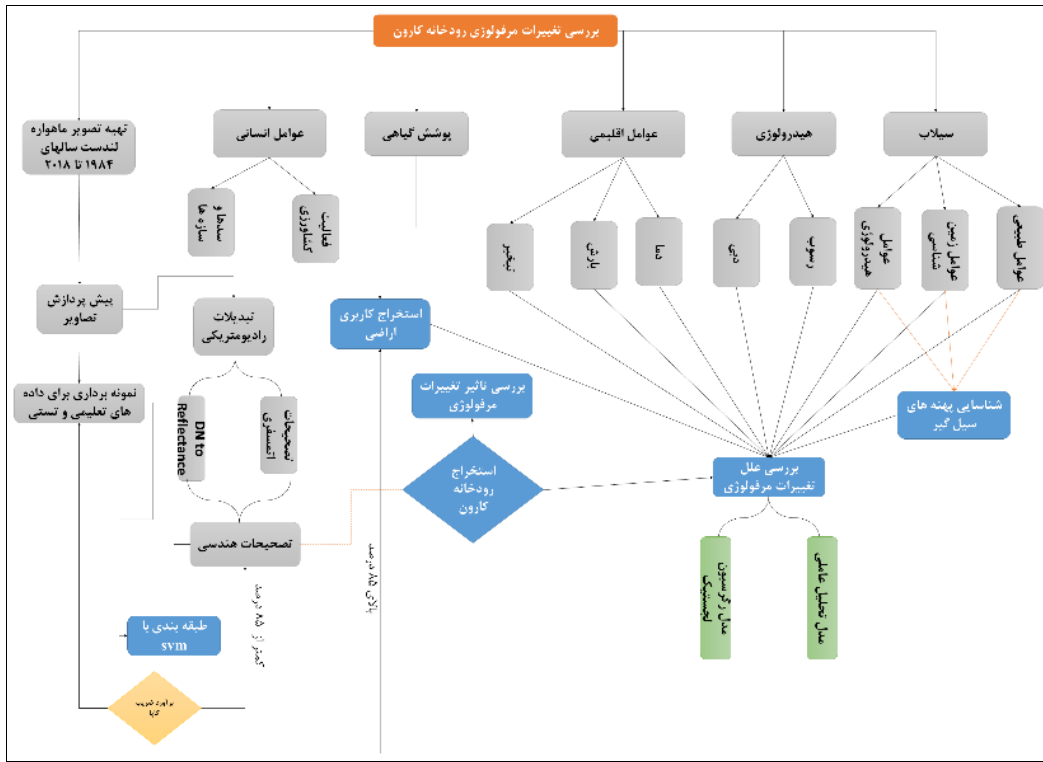 بررسی تغییرات مرفولوژی رودخانه کارون
سیلاب
هیدرولوژی
عوامل اقلیمی
پوشش گیاهی
عوامل انسانی
تهیه تصویر ماهواره
لندست سالهای
۱۹۸۴ تا ۲۰۱۸
عوامل طبیعی
عوامل زمین
شناسی
عوامل
هیدرولوژی
رسوب
دبی
دما
بارش
تبخیر
فعالیت
کشاورزی
سدها و
سازه ها
پیش پردازش
تصاویر
تبدیلات
رادیومتریکی
استخراج کاربری
اراضی
نمونه برداری برای داده
های تعلیمی و تستی
بررسی تاثیر تغییرات
مرفولوژی
شناسایی پهنه های
سیل گیر
تصحیحات
اتمسفری
DN to
Reflectance
استخراج
رودخانه
کارون
بررسی علل
تغییرات مرفولوژی
تصحیحات هندسی
بالای ۸۵ درصد
کمتر از ۸۵ درصد
مدل تحلیل عاملی
مدل رگرسیون
لجستیک
طبقه بندی با
svm
برآورد ضریب
کاپا